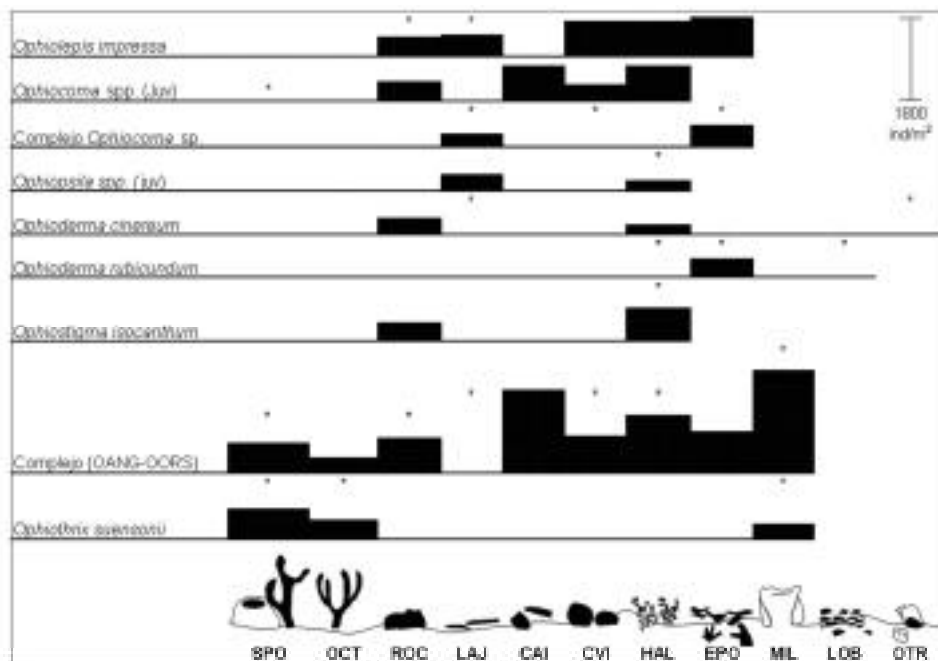 Ophiolepis impressa
Ophiocoma spp. (Juv)
Complejo Ophiocoma sp.
Ophiopsila spp. (juv)
Ophioderma cinereum
Ophioderma rubicundum
Ophiostigma isocanthum
Complejo (OANG-OORS)
Ophiothrix suensonii
1800
ind/m²
SPO OCT ROC LAJ CAI CVI HAL EPO MIL LOB OTR